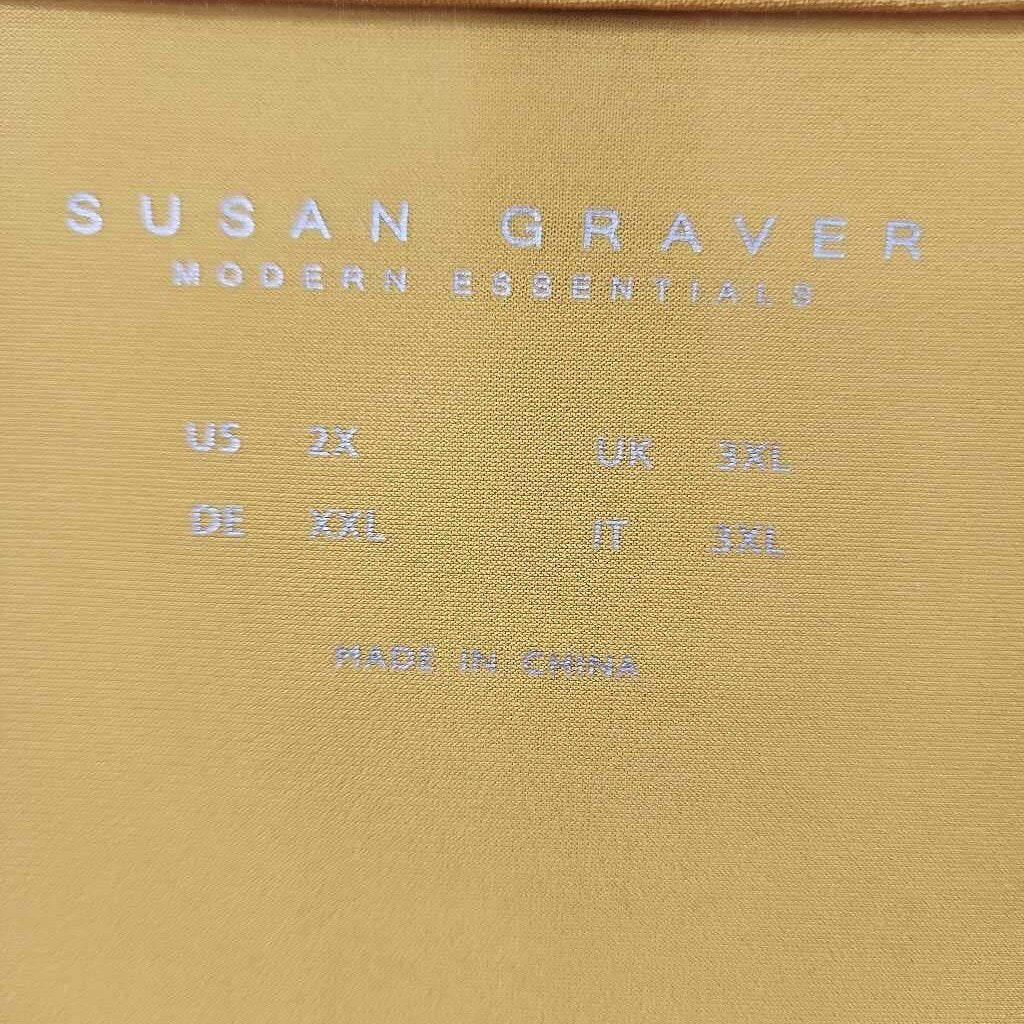 SUSAN GRAVER
MODERN ESSENTIALS
US 2X UK 3XL
DE XXL IT 3XL
MADE IN CHINA